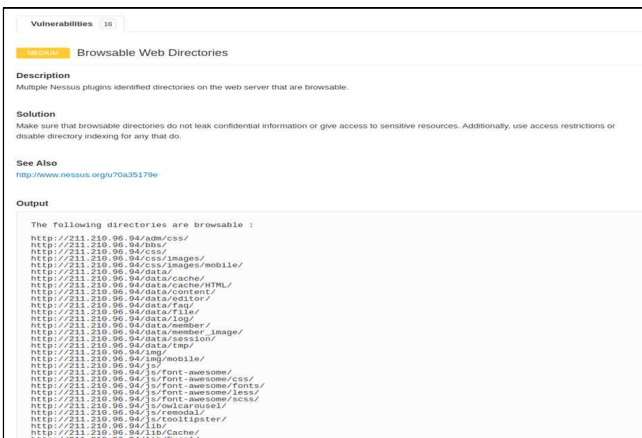 Vulnerabilities 16
MEDIUM Browsable Web Directories
Description
Multiple Nessus plugins identified directories on the web server that are browsable.
Solution
Make sure that browsable directories do not leak confidential information or give access to sensitive resources. Additionally, use access restrictions or
disable directory indexing for any that do.
See Also
http://www.nessus.org/u?0a35179e
Output
The following directories are browsable :
http://211.210.96.94/adm/css/
http://211.210.96.94/bbs/
http://211.210.96.94/css/
http://211.210.96.94/css/images/
http://211.210.96.94/css/images/mobile/
http://211.210.96.94/data/
http://211.210.96.94/data/cache/
http://211.210.96.94/data/cache/HTML/
http://211.210.96.94/data/content/
http://211.210.96.94/data/editor/
http://211.210.96.94/data/faq/
http://211.210.96.94/data/file/
http://211.210.96.94/data/log/
http://211.210.96.94/data/member/
http://211.210.96.94/data/member_image/
http://211.210.96.94/data/session/
http://211.210.96.94/data/tmp/
http://211.210.96.94/img/
http://211.210.96.94/img/mobile/
http://211.210.96.94/js/
http://211.210.96.94/js/font-awesome/
http://211.210.96.94/js/font-awesome/css/
http://211.210.96.94/js/font-awesome/fonts/
http://211.210.96.94/js/font-awesome/less/
http://211.210.96.94/js/font-awesome/scss/
http://211.210.96.94/js/owlcarousel/
http://211.210.96.94/js/remodal/
http://211.210.96.94/js/tooltipster/
http://211.210.96.94/lib/
http://211.210.96.94/lib/Cache/